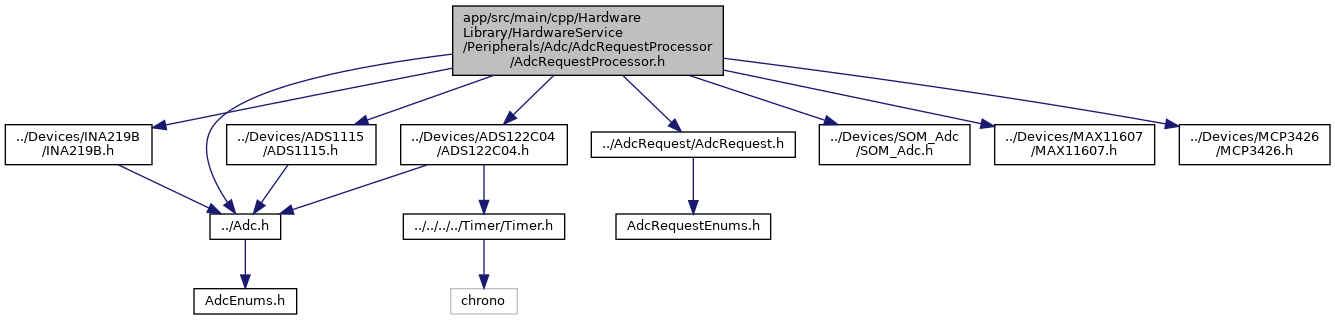 app/src/main/cpp/Hardware
Library/HardwareService
/Peripherals/Adc/AdcRequestProcessor
/AdcRequestProcessor.h
../Devices/INA219B
/INA219B.h
../Devices/ADS1115
/ADS1115.h
../Devices/ADS122C04
/ADS122C04.h
../AdcRequest/AdcRequest.h
../Devices/SOM_Adc
/SOM_Adc.h
../Devices/MAX11607
/MAX11607.h
../Devices/MCP3426
/MCP3426.h
../Adc.h
../../../../Timer/Timer.h
AdcRequestEnums.h
AdcEnums.h
chrono